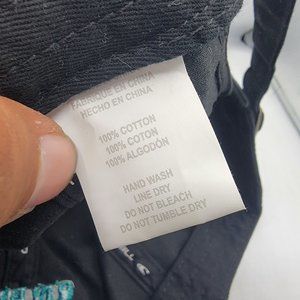 FABRIQUÉ EN CHINA
HECHO EN CHINA
100% COTTON
100% COTON
100% ALGODÓN
HAND WASH
LINE DRY
DO NOT BLEACH
DO NOT TUMBLE DRY